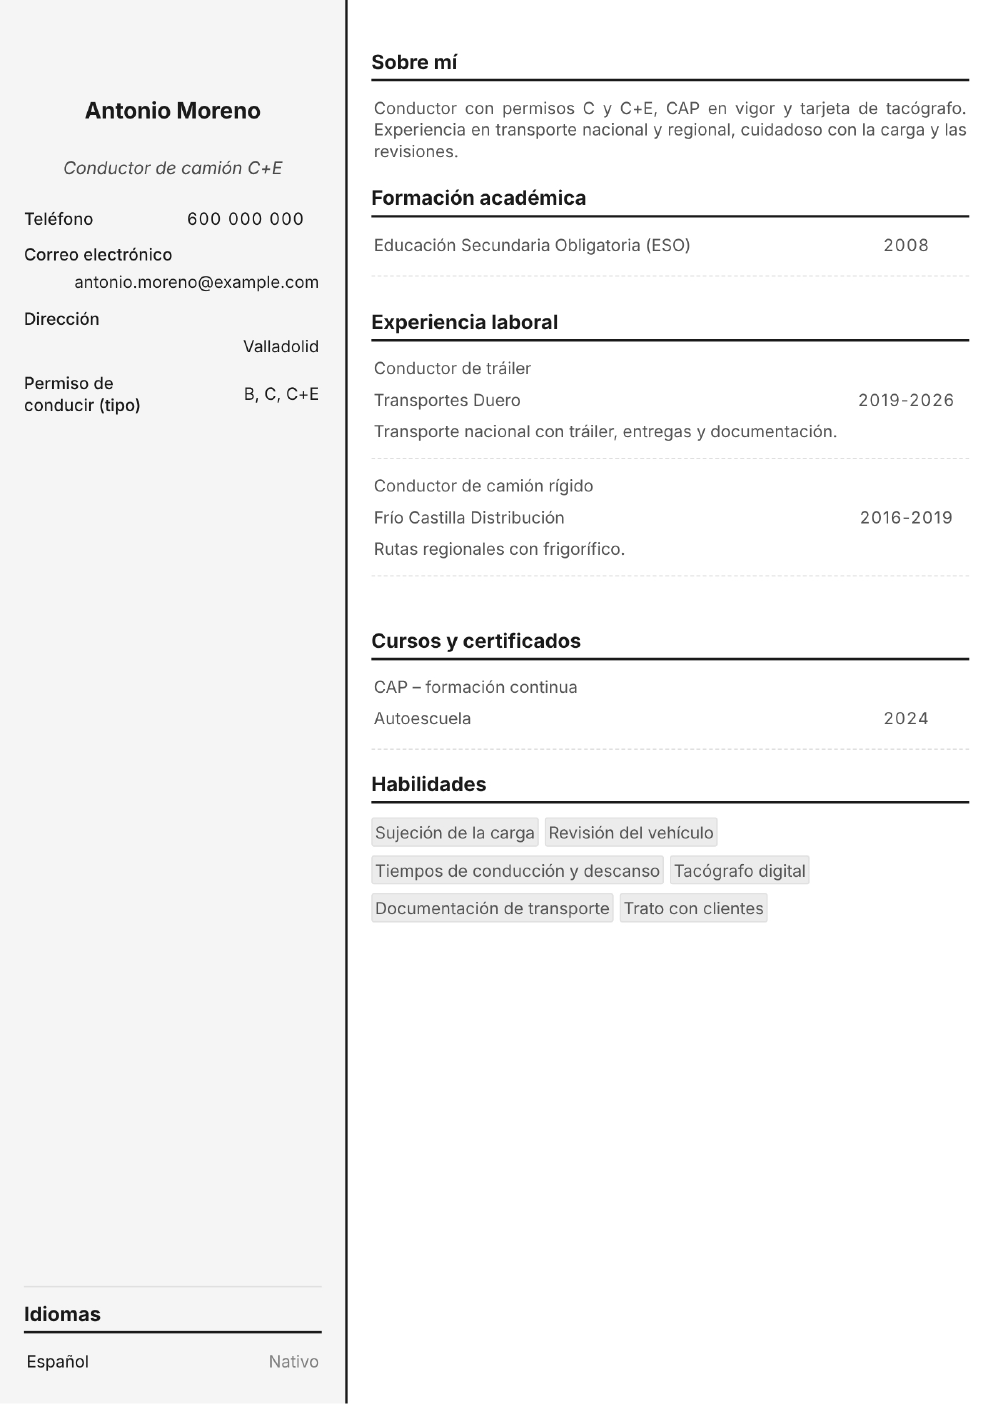 Antonio Moreno
Conductor de camión C+E
Teléfono 600 000 000
Correo electrónico
antonio.moreno@example.com
Dirección
Valladolid
Permiso de
conducir (tipo) B, C, C+E
Idiomas
Español Nativo
Sobre mí
Conductor con permisos C y C+E, CAP en vigor y tarjeta de tacógrafo.
Experiencia en transporte nacional y regional, cuidadoso con la carga y las
revisiones.
Formación académica
Educación Secundaria Obligatoria (ESO) 2008
Experiencia laboral
Conductor de tráiler
Transportes Duero 2019-2026
Transporte nacional con tráiler, entregas y documentación.
Conductor de camión rígido
Frío Castilla Distribución 2016-2019
Rutas regionales con frigorífico.
Cursos y certificados
CAP – formación continua
Autoescuela 2024
Habilidades
Sujeción de la carga Revisión del vehículo
Tiempos de conducción y descanso Tacógrafo digital
Documentación de transporte Trato con clientes